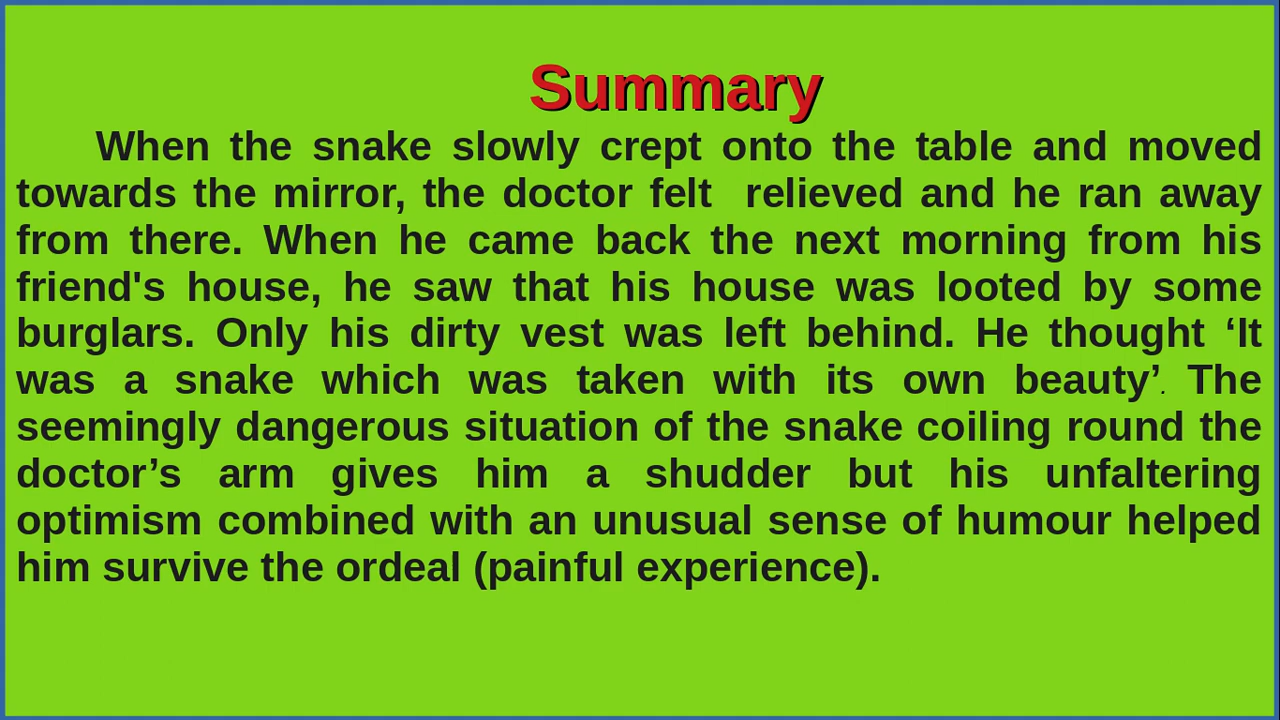 Summary
When the snake slowly crept onto the table and moved
towards the mirror, the doctor felt relieved and he ran away
from there. When he came back the next morning from his
friend's house, he saw that his house was looted by some
burglars. Only his dirty vest was left behind. He thought ‘It
was a snake which was taken with its own beauty’. The
seemingly dangerous situation of the snake coiling round the
doctor’s arm gives him a shudder but his unfaltering
optimism combined with an unusual sense of humour helped
him survive the ordeal (painful experience).